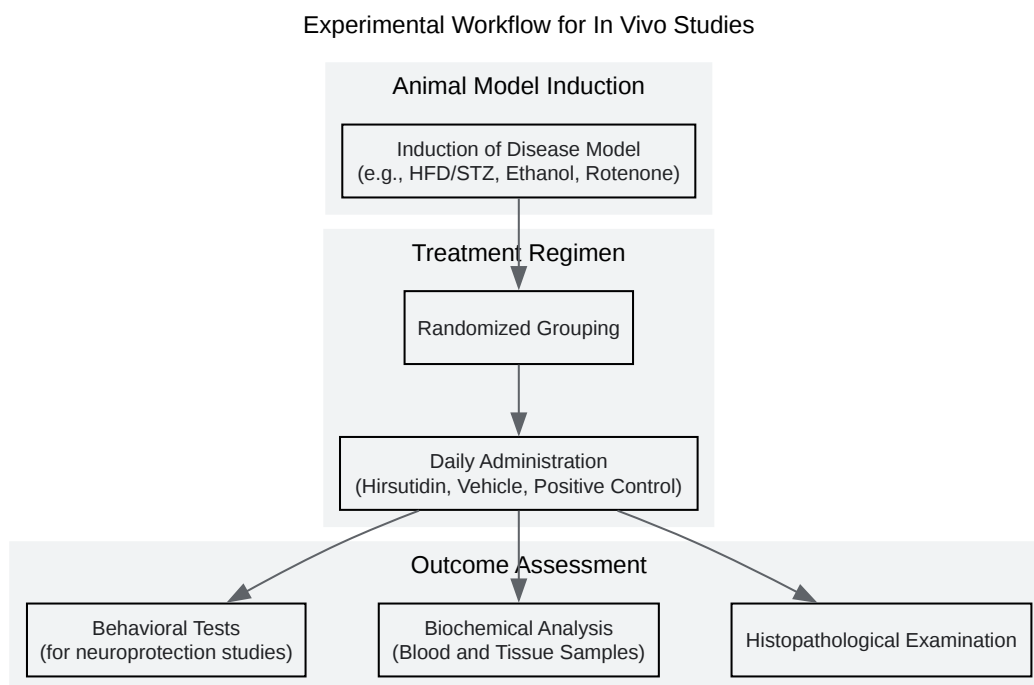 Experimental Workflow for In Vivo Studies
Animal Model Induction
Induction of Disease Model
(e.g., HFD/STZ, Ethanol, Rotenone)
Treatment Regimen
Randomized Grouping
Daily Administration
(Hirsutidin, Vehicle, Positive Control)
Outcome Assessment
Behavioral Tests
(for neuroprotection studies)
Biochemical Analysis
(Blood and Tissue Samples)
Histopathological Examination